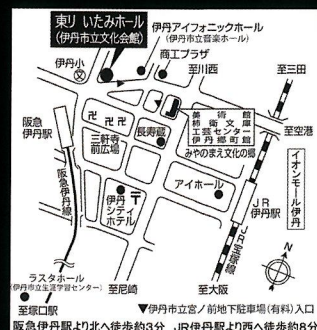 東リ いたみホール
(伊丹市立文化会館)
伊丹アイフォニックホール
(伊丹市立音楽ホール)
商工プラザ
伊丹小
文
至川西
至三田
美術館
柿衞文庫
工芸センター
伊丹郷町館
みやのまえ文化の郷
至空港
阪急
伊丹駅
卍 卍 卍
三軒寺
前広場
長寿蔵
イオンモール伊丹
阪急伊丹線
伊丹
シティ
ホテル
〒
アイホール
JR
伊丹駅
JR宝塚線
ラスタホール
(伊丹市立生涯学習センター)
至塚口駅
至尼崎
至大阪
N
▼伊丹市立宮ノ前地下駐車場(有料)入口
阪急伊丹駅より北へ徒歩約3分 JR伊丹駅より西へ徒歩約8分